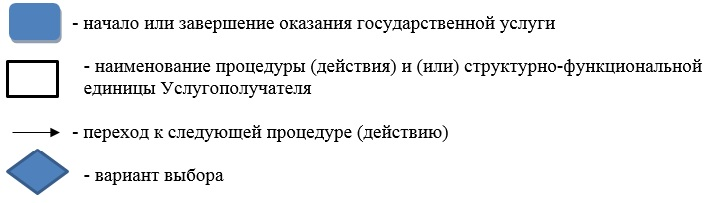 - начало или завершение оказания государственной услуги
- наименование процедуры (действия) и (или) структурно-функциональной
единицы Услугополучателя
- переход к следующей процедуре (действию)
- вариант выбора